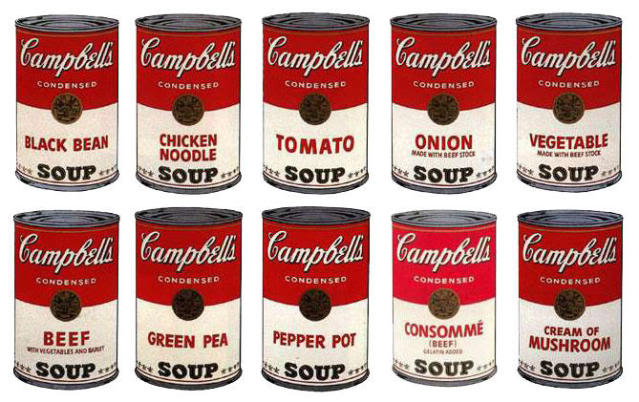 Campbell's
CONDENSED
BLACK BEAN
SOUP
Campbell's
CONDENSED
CHICKEN
NOODLE
SOUP
Campbell's
CONDENSED
TOMATO
SOUP
Campbell's
CONDENSED
ONION
MADE WITH BEEF STOCK
SOUP
Campbell's
CONDENSED
VEGETABLE
MADE WITH BEEF STOCK
SOUP
Campbell's
CONDENSED
BEEF
WITH VEGETABLES AND BARLEY
SOUP
Campbell's
CONDENSED
GREEN PEA
SOUP
Campbell's
CONDENSED
PEPPER POT
SOUP
Campbell's
CONDENSED
CONSOMMÉ
(BEEF)
GELATIN ADDED
SOUP
Campbell's
CONDENSED
CREAM OF
MUSHROOM
SOUP